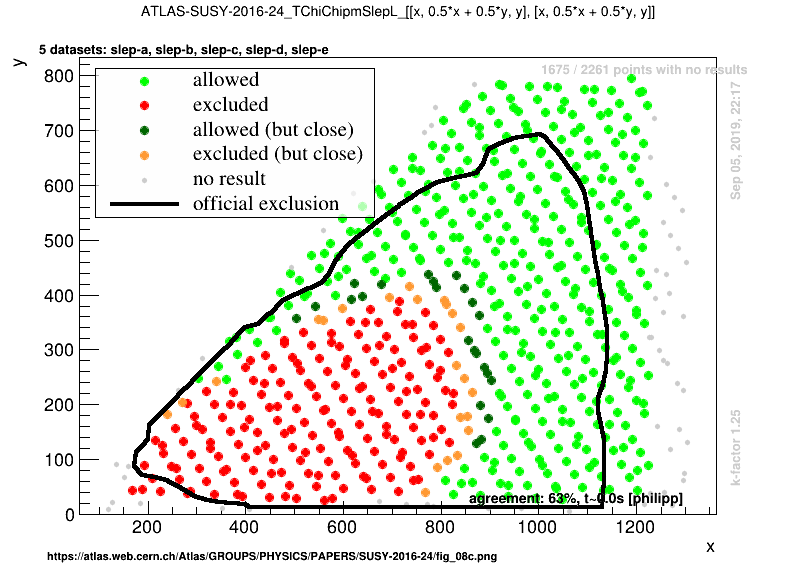 ATLAS-SUSY-2016-24_TChiChipmSlepL_[[x, 0.5*x + 0.5*y, y], [x, 0.5*x + 0.5*y, y]]
5 datasets: slep-a, slep-b, slep-c, slep-d, slep-e
y
1675 / 2261 points with no results
allowed
excluded
allowed (but close)
excluded (but close)
no result
official exclusion
Sep 05, 2019, 22:17
k-factor 1.25
800
700
600
500
400
300
200
100
0
agreement: 63%, t~0.0s [philipp]
200 400 600 800 1000 1200
x
https://atlas.web.cern.ch/Atlas/GROUPS/PHYSICS/PAPERS/SUSY-2016-24/fig_08c.png